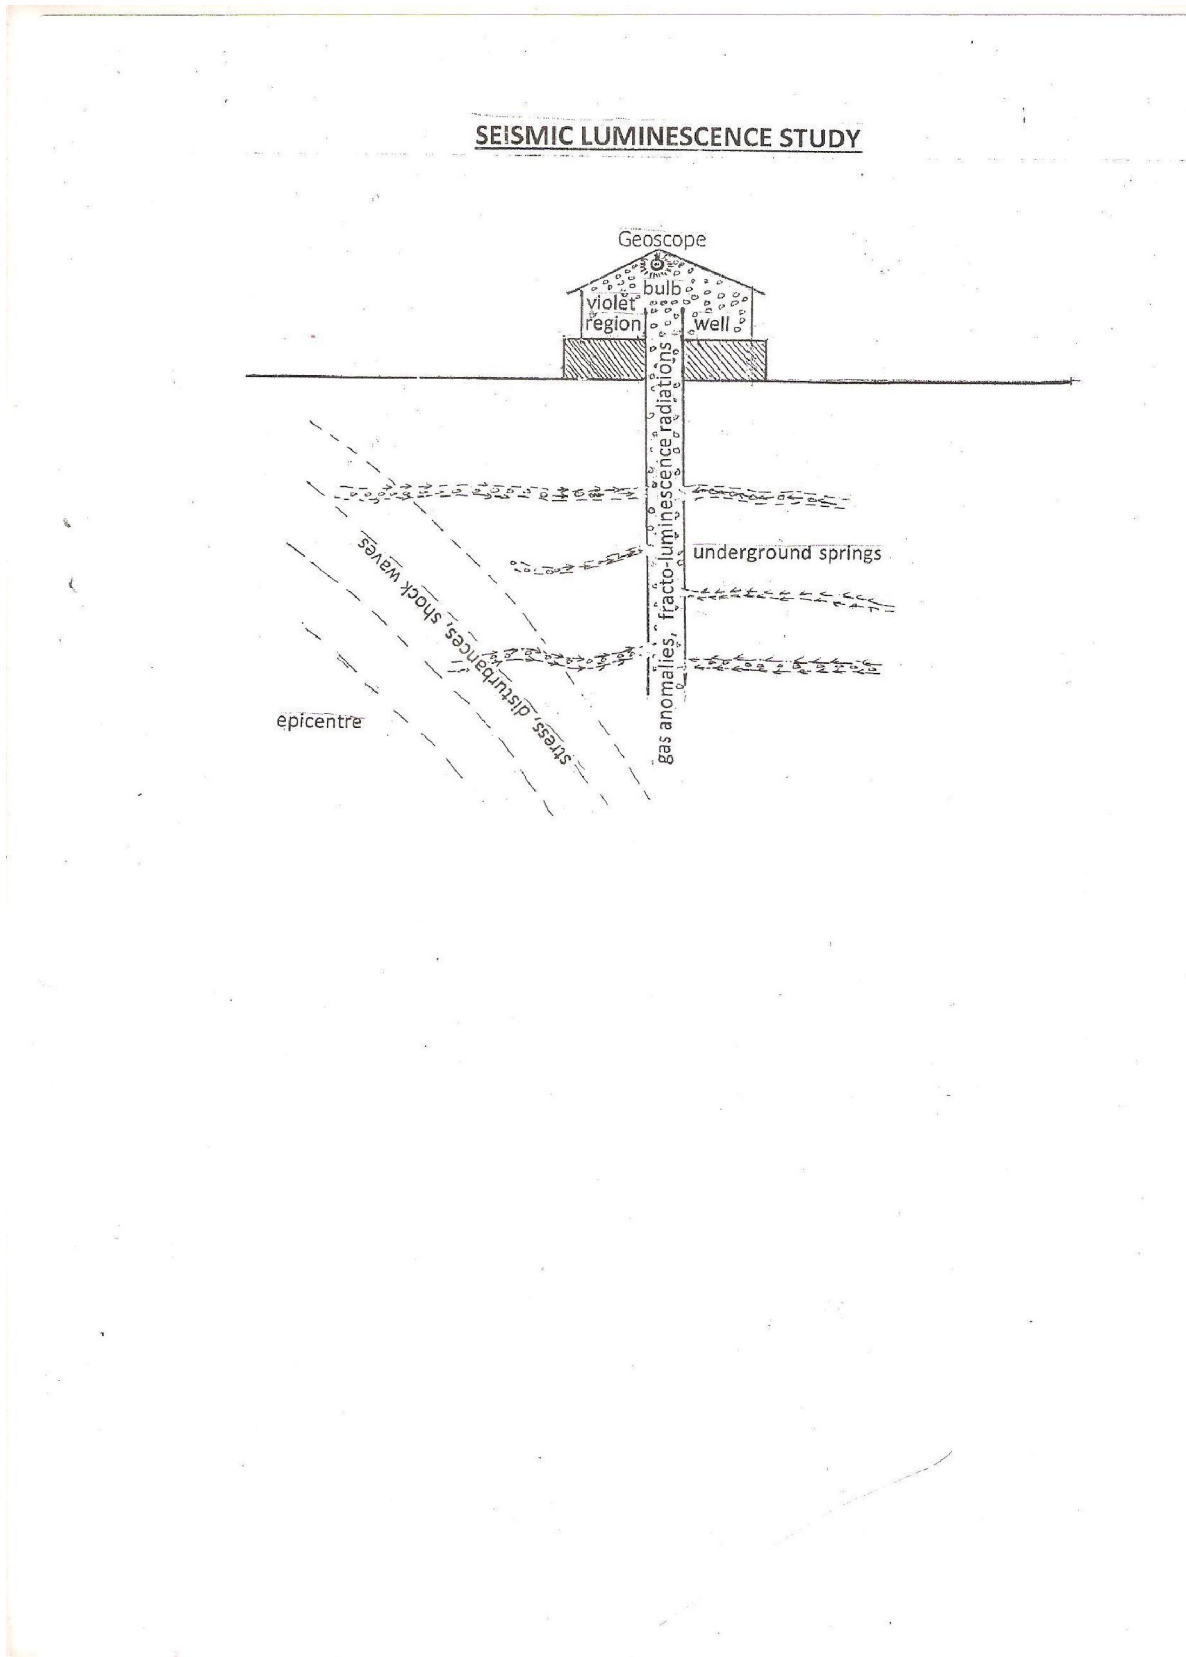 SEISMIC LUMINESCENCE STUDY
Geoscope
bulb
violet
region
well
gas anomalies, fracto-luminescence radiations
underground springs
stress, disturbances, shock waves
epicentre